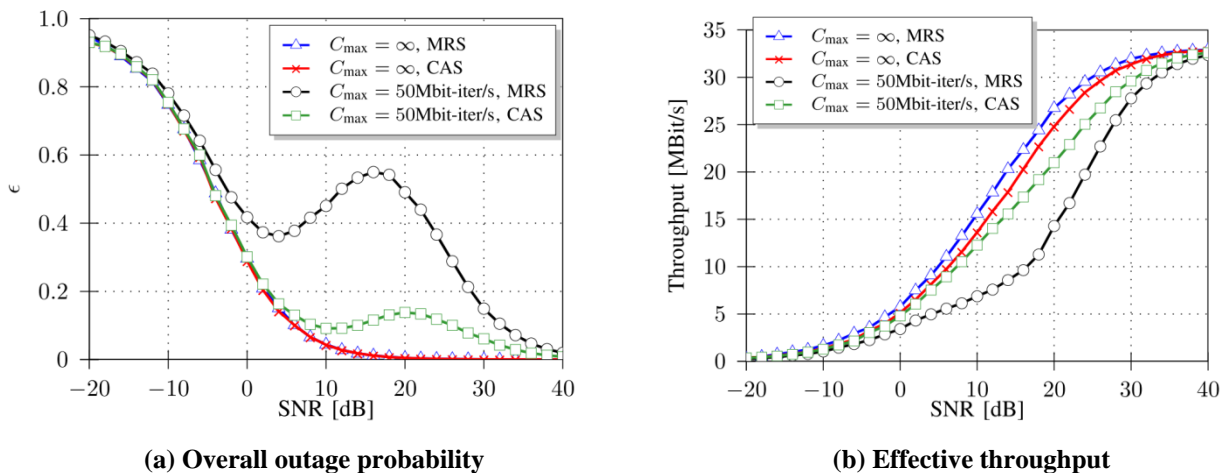 1.0
0.8
0.6
0.4
0.2
0
ϵ
−20
−10
0
10
20
30
40
SNR [dB]
C_max = ∞, MRS
C_max = ∞, CAS
C_max = 50Mbit-iter/s, MRS
C_max = 50Mbit-iter/s, CAS
(a) Overall outage probability
35
30
25
20
15
10
5
0
Throughput [MBit/s]
−20
−10
0
10
20
30
40
SNR [dB]
C_max = ∞, MRS
C_max = ∞, CAS
C_max = 50Mbit-iter/s, MRS
C_max = 50Mbit-iter/s, CAS
(b) Effective throughput